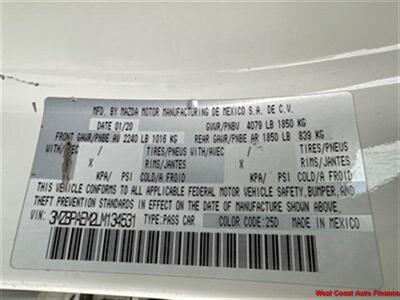 MFD. BY MAZDA MOTOR MANUFACTURING DE MEXICO S.A. DE C.V.
DATE 01/20 GVWR/PNBV 4079 LB 1850 KG
FRONT GAWR/PNBE AV 2240 LB 1016 KG REAR GAWR/PNBE AR 1850 LB 839 KG
WITH/AVEC / TIRES/PNEUS WITH/AVEC / TIRES/PNEUS
X RIMS/JANTES X RIMS/JANTES
KPA/ PSI COLD/A FROID KPA/ PSI COLD/A FROID
THIS VEHICLE CONFORMS TO ALL APPLICABLE FEDERAL MOTOR VEHICLE SAFETY, BUMPER, AND
THEFT PREVENTION STANDARDS IN EFFECT ON THE DATE OF MANUFACTURE SHOWN ABOVE.
VIN: 3MZBPAEM2LM134531 TYPE: PASS CAR COLOR CODE: 25D MADE IN MEXICO
West Coast Auto Finance